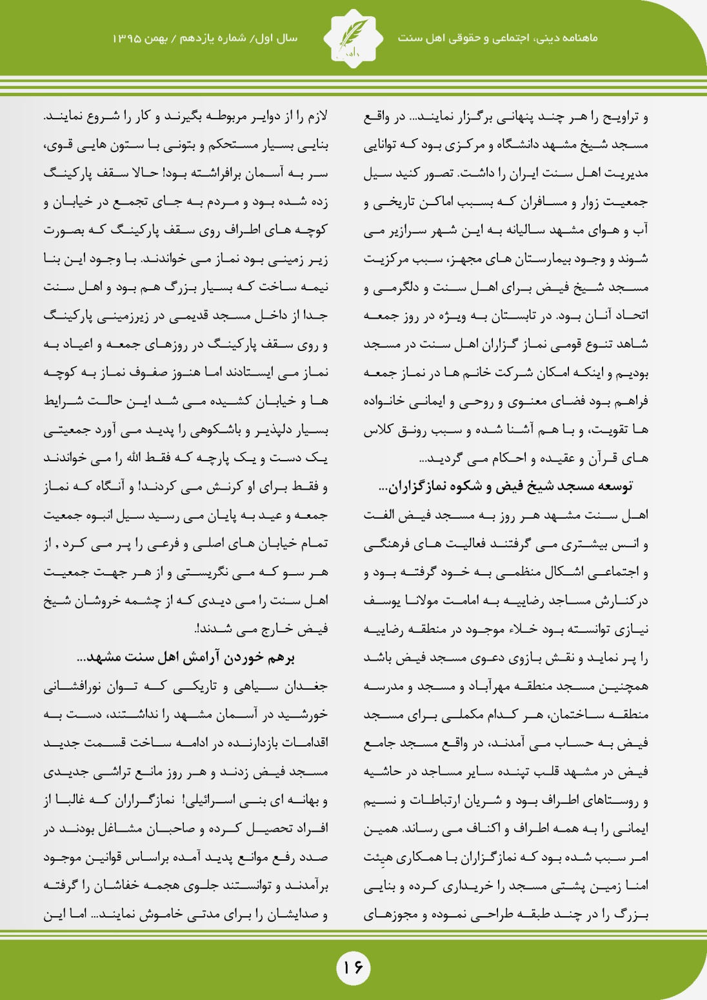 ماهنامه دینی، اجتماعی و حقوقی اهل سنت
سال اول/ شماره یازدهم / بهمن ۱۳۹۵
و تراویح را هر چند پنهانی برگزار نمایند... در واقع
مسجد شیخ مشهد دانشگاه و مرکزی بود که توانایی
مدیریت اهل سنت ایران را داشت. تصور کنید سیل
جمعیت زوار و مسافران که بسبب اماکن تاریخی و
آب و هوای مشهد سالیانه به این شهر سرازیر می
شوند و وجود بیمارستان های مجهز، سبب مرکزیت
مسجد شیخ فیض برای اهل سنت و دلگرمی و
اتحاد آنان بود. در تابستان به ویژه در روز جمعه
شاهد تنوع قومی نماز گزاران اهل سنت در مسجد
بودیم و اینکه امکان شرکت خانم ها در نماز جمعه
فراهم بود فضای معنوی و روحی و ایمانی خانواده
ها تقویت، و با هم آشنا شده و سبب رونق کلاس
های قرآن و عقیده و احکام می گردید...
توسعه مسجد شیخ فیض و شکوه نمازگزاران...
اهل سنت مشهد هر روز به مسجد فیض الفت
و انس بیشتری می گرفتند فعالیت های فرهنگی
و اجتماعی اشکال منظمی به خود گرفته بود و
درکنارش مساجد رضاییه به امامت مولانا یوسف
نیازی توانسته بود خلاء موجود در منطقه رضاییه
را پر نماید و نقش بازوی دعوی مسجد فیض باشد
همچنین مسجد منطقه مهرآباد و مسجد و مدرسه
منطقه ساختمان، هر کدام مکملی برای مسجد
فیض به حساب می آمدند، در واقع مسجد جامع
فیض در مشهد قلب تپنده سایر مساجد در حاشیه
و روستاهای اطراف بود و شریان ارتباطات و نسیم
ایمانی را به همه اطراف و اکناف می رساند. همین
امر سبب شده بود که نمازگزاران با همکاری هیِئت
امنا زمین پشتی مسجد را خریداری کرده و بنایی
بزرگ را در چند طبقه طراحی نموده و مجوزهای
لازم را از دوایر مربوطه بگیرند و کار را شروع نمایند.
بنایی بسیار مستحکم و بتونی با ستون هایی قوی،
سر به آسمان برافراشته بود! حالا سقف پارکینگ
زده شده بود و مردم به جای تجمع در خیابان و
کوچه های اطراف روی سقف پارکینگ که بصورت
زیر زمینی بود نماز می خواندند. با وجود این بنا
نیمه ساخت که بسیار بزرگ هم بود و اهل سنت
جدا از داخل مسجد قدیمی در زیرزمینی پارکینگ
و روی سقف پارکینگ در روزهای جمعه و اعیاد به
نماز می ایستادند اما هنوز صفوف نماز به کوچه
ها و خیابان کشیده می شد این حالت شرایط
بسیار دلپذیر و باشکوهی را پدید می آورد جمعیتی
یک دست و یک پارچه که فقط الله را می خواندند
و فقط برای او کرنش می کردند! و آنگاه که نماز
جمعه و عید به پایان می رسید سیل انبوه جمعیت
تمام خیابان های اصلی و فرعی را پر می کرد , از
هر سو که می نگریستی و از هر جهت جمعیت
اهل سنت را می دیدی که از چشمه خروشان شیخ
فیض خارج می شدند!.
برهم خوردن آرامش اهل سنت مشهد...
جغدان سیاهی و تاریکی که توان نورافشانی
خورشید در آسمان مشهد را نداشتند، دست به
اقدامات بازدارنده در ادامه ساخت قسمت جدید
مسجد فیض زدند و هر روز مانع تراشی جدیدی
و بهانه ای بنی اسرائیلی! نمازگراران که غالبا از
افراد تحصیل کرده و صاحبان مشاغل بودند در
صدد رفع موانع پدید آمده براساس قوانین موجود
برآمدند و توانستند جلوی هجمه خفاشان را گرفته
و صدایشان را برای مدتی خاموش نمایند... اما این
۱۶